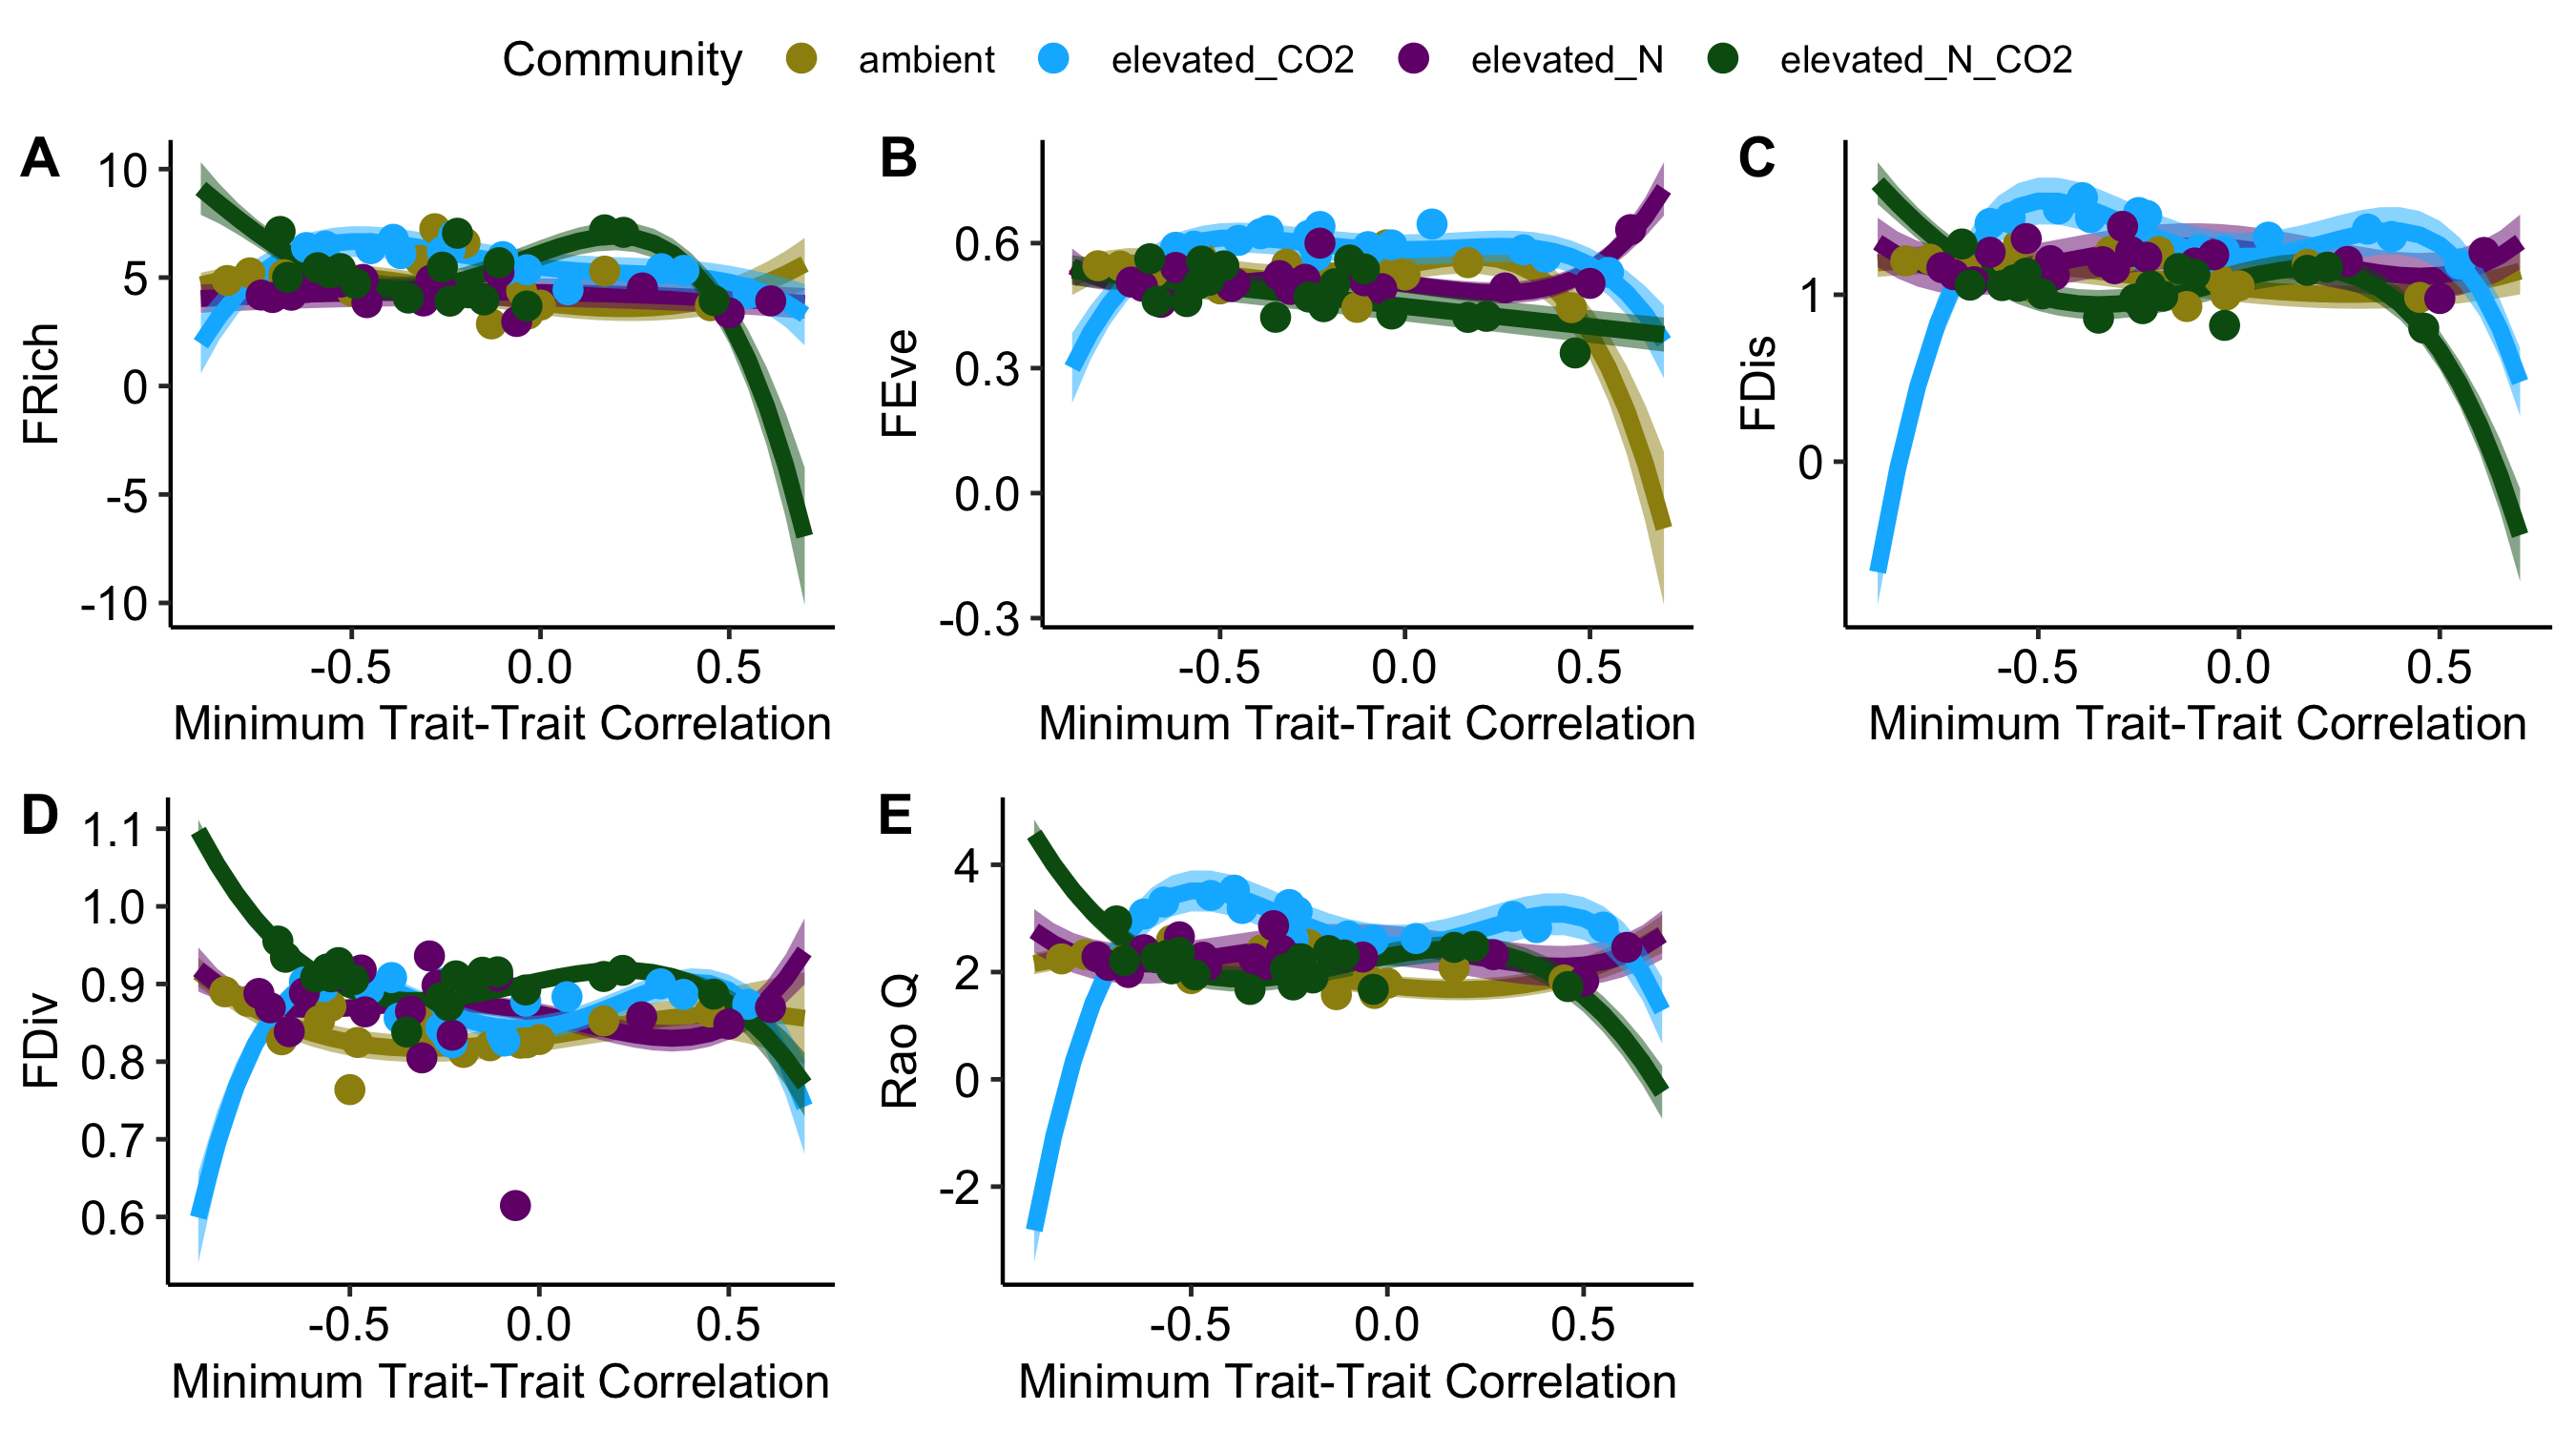 Community ambient elevated_CO2 elevated_N elevated_N_CO2
A
10
5
0
-5
-10
FRich
-0.5 0.0 0.5
Minimum Trait-Trait Correlation
B
0.6
0.3
0.0
-0.3
FEve
-0.5 0.0 0.5
Minimum Trait-Trait Correlation
C
1
0
FDis
-0.5 0.0 0.5
Minimum Trait-Trait Correlation
D
1.1
1.0
0.9
0.8
0.7
0.6
FDiv
-0.5 0.0 0.5
Minimum Trait-Trait Correlation
E
4
2
0
-2
Rao Q
-0.5 0.0 0.5
Minimum Trait-Trait Correlation